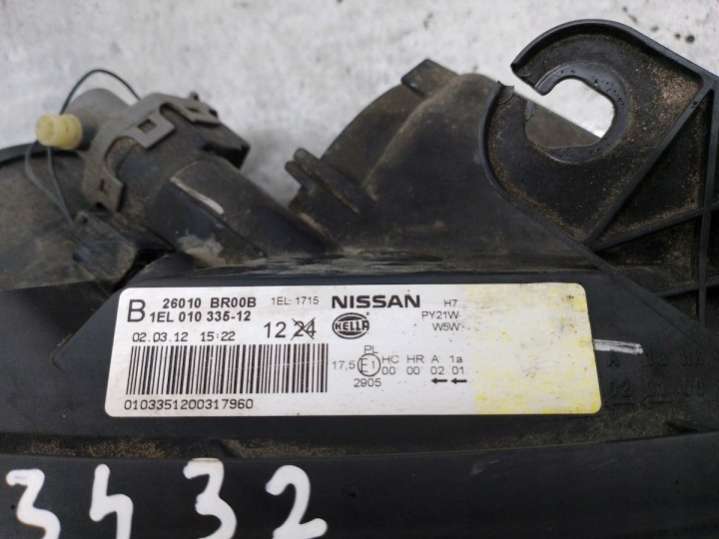 26010 BR00B 1EL 1715 NISSAN H7
B 1EL 010 335-12 PY21W
02.03.12 15:22 12 24 HELLA W5W
PL
17,5 E1 HC HR A 1a
00 00 02 01
2905
0103351200317960
3432